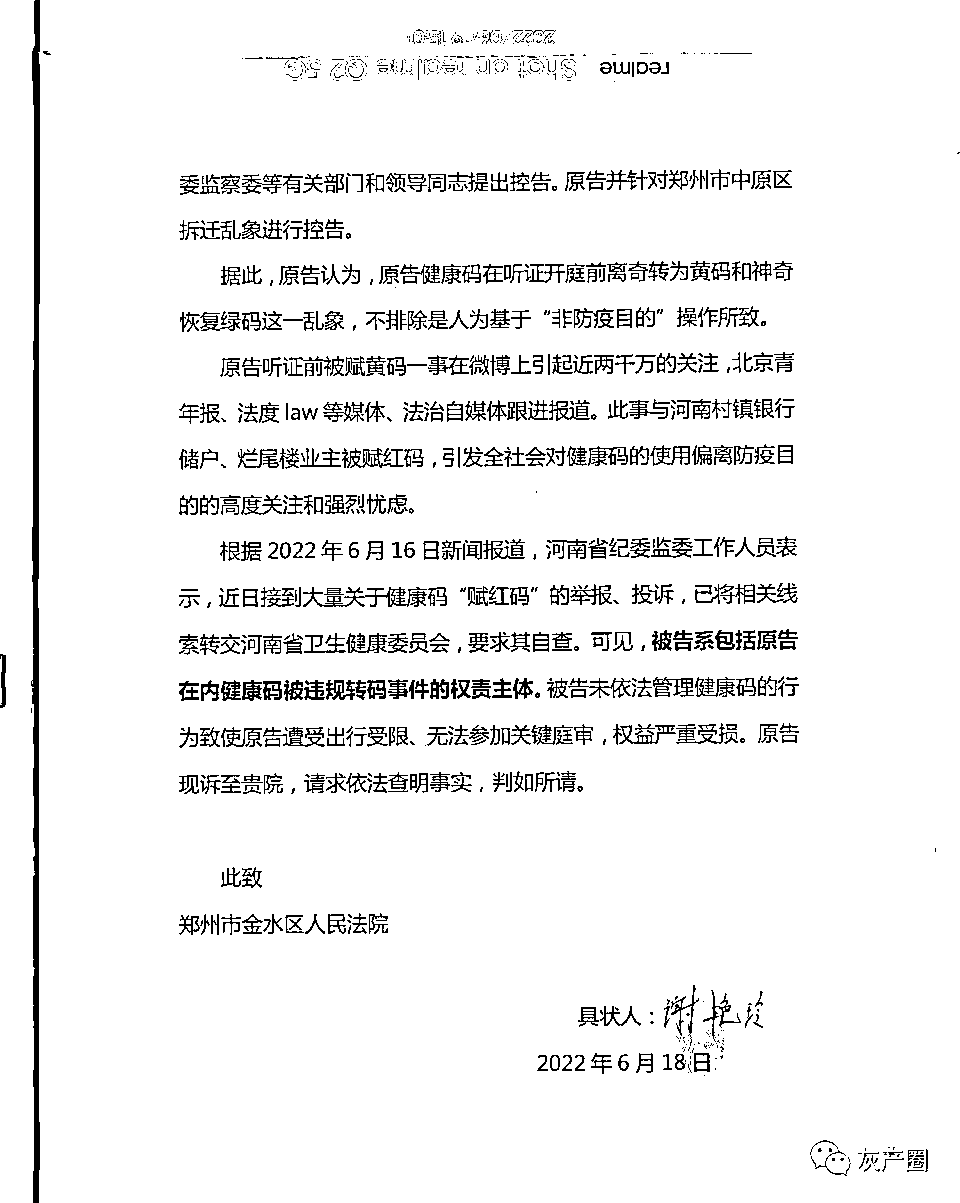 realme Shot on realme Q2 5G
委监察委等有关部门和领导同志提出控告。原告并针对郑州市中原区
拆迁乱象进行控告。
据此，原告认为，原告健康码在听证开庭前离奇转为黄码和神奇
恢复绿码这一乱象，不排除是人为基于“非防疫目的”操作所致。
原告听证前被赋黄码一事在微博上引起近两千万的关注，北京青
年报、法度 law 等媒体、法治自媒体跟进报道。此事与河南村镇银行
储户、烂尾楼业主被赋红码，引发全社会对健康码的使用偏离防疫目
的的高度关注和强烈忧虑。
根据 2022 年 6 月 16 日新闻报道，河南省纪委监委工作人员表
示，近日接到大量关于健康码“赋红码”的举报、投诉，已将相关线
索转交河南省卫生健康委员会，要求其自查。可见，被告系包括原告
在内健康码被违规转码事件的权责主体。被告未依法管理健康码的行
为致使原告遭受出行受限、无法参加关键庭审，权益严重受损。原告
现诉至贵院，请求依法查明事实，判如所请。
此致
郑州市金水区人民法院
具状人：谢艳玲
2022 年 6 月 18 日
灰产圈